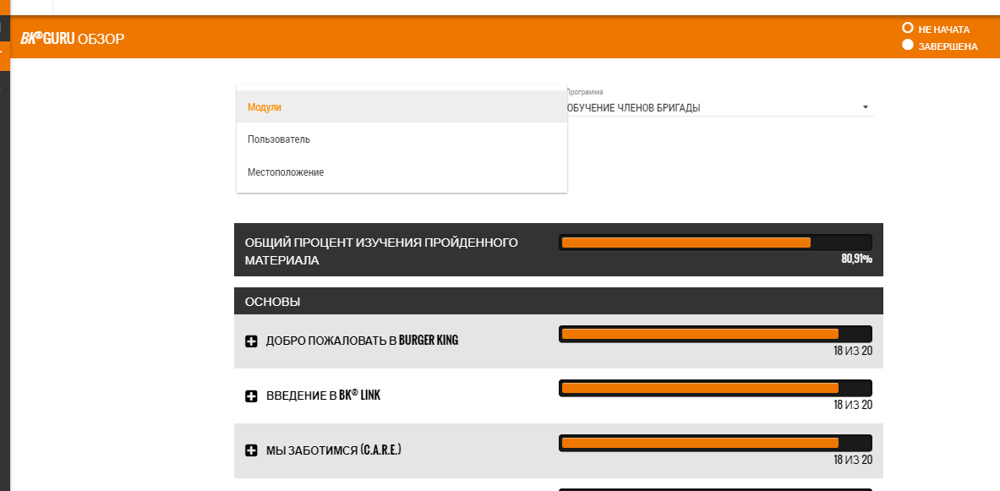 BK®GURU ОБЗОР
НЕ НАЧАТА
ЗАВЕРШЕНА
Программа
Модули
ОБУЧЕНИЕ ЧЛЕНОВ БРИГАДЫ
Пользователь
Местоположение
ОБЩИЙ ПРОЦЕНТ ИЗУЧЕНИЯ ПРОЙДЕННОГО
МАТЕРИАЛА
80,91%
ОСНОВЫ
ДОБРО ПОЖАЛОВАТЬ В BURGER KING
18 ИЗ 20
ВВЕДЕНИЕ В BK® LINK
18 ИЗ 20
МЫ ЗАБОТИМСЯ (C.A.R.E.)
18 ИЗ 20